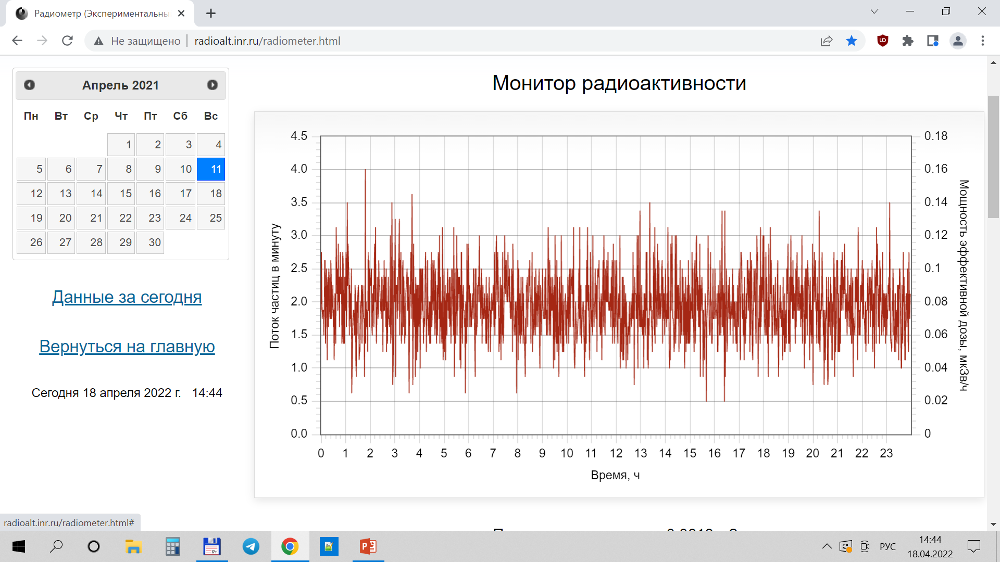 Радиометр (Экспериментальны
Не защищено
radioalt.inr.ru/radiometer.html
Апрель 2021
Пн Вт Ср Чт Пт Сб Вс
1 2 3 4
5 6 7 8 9 10 11
12 13 14 15 16 17 18
19 20 21 22 23 24 25
26 27 28 29 30
Данные за сегодня
Вернуться на главную
Сегодня 18 апреля 2022 г. 14:44
Монитор радиоактивности
Поток частиц в минуту
4.5
4.0
3.5
3.0
2.5
2.0
1.5
1.0
0.5
0.0
0.18
0.16
0.14
0.12
0.1
0.08
0.06
0.04
0.02
0
Мощность эффективной дозы, мкЗв/ч
0 1 2 3 4 5 6 7 8 9 10 11 12 13 14 15 16 17 18 19 20 21 22 23
Время, ч
radioalt.inr.ru/radiometer.html#
64
РУС
14:44
18.04.2022